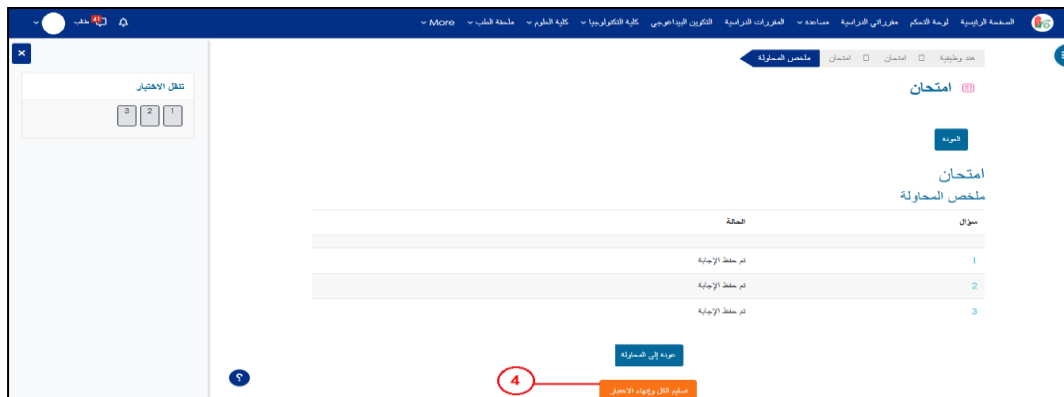 الصفحة الرئيسية لوحة التحكم مقرراتي الدراسية مساعدة المقررات الدراسية التكوين البيداغوجي كلية التكنولوجيا كلية العلوم ملحقة الطب More
طالب 41
هند وظيفية امتحان امتحان ملخص المحاولة
امتحان
العودة
امتحان
ملخص المحاولة
سؤال الحالة
1 تم حفظ الإجابة
2 تم حفظ الإجابة
3 تم حفظ الإجابة
عودة إلى المحاولة
4
تسليم الكل وإنهاء الاختبار
؟
×
تنقل الاختبار
1 2 3